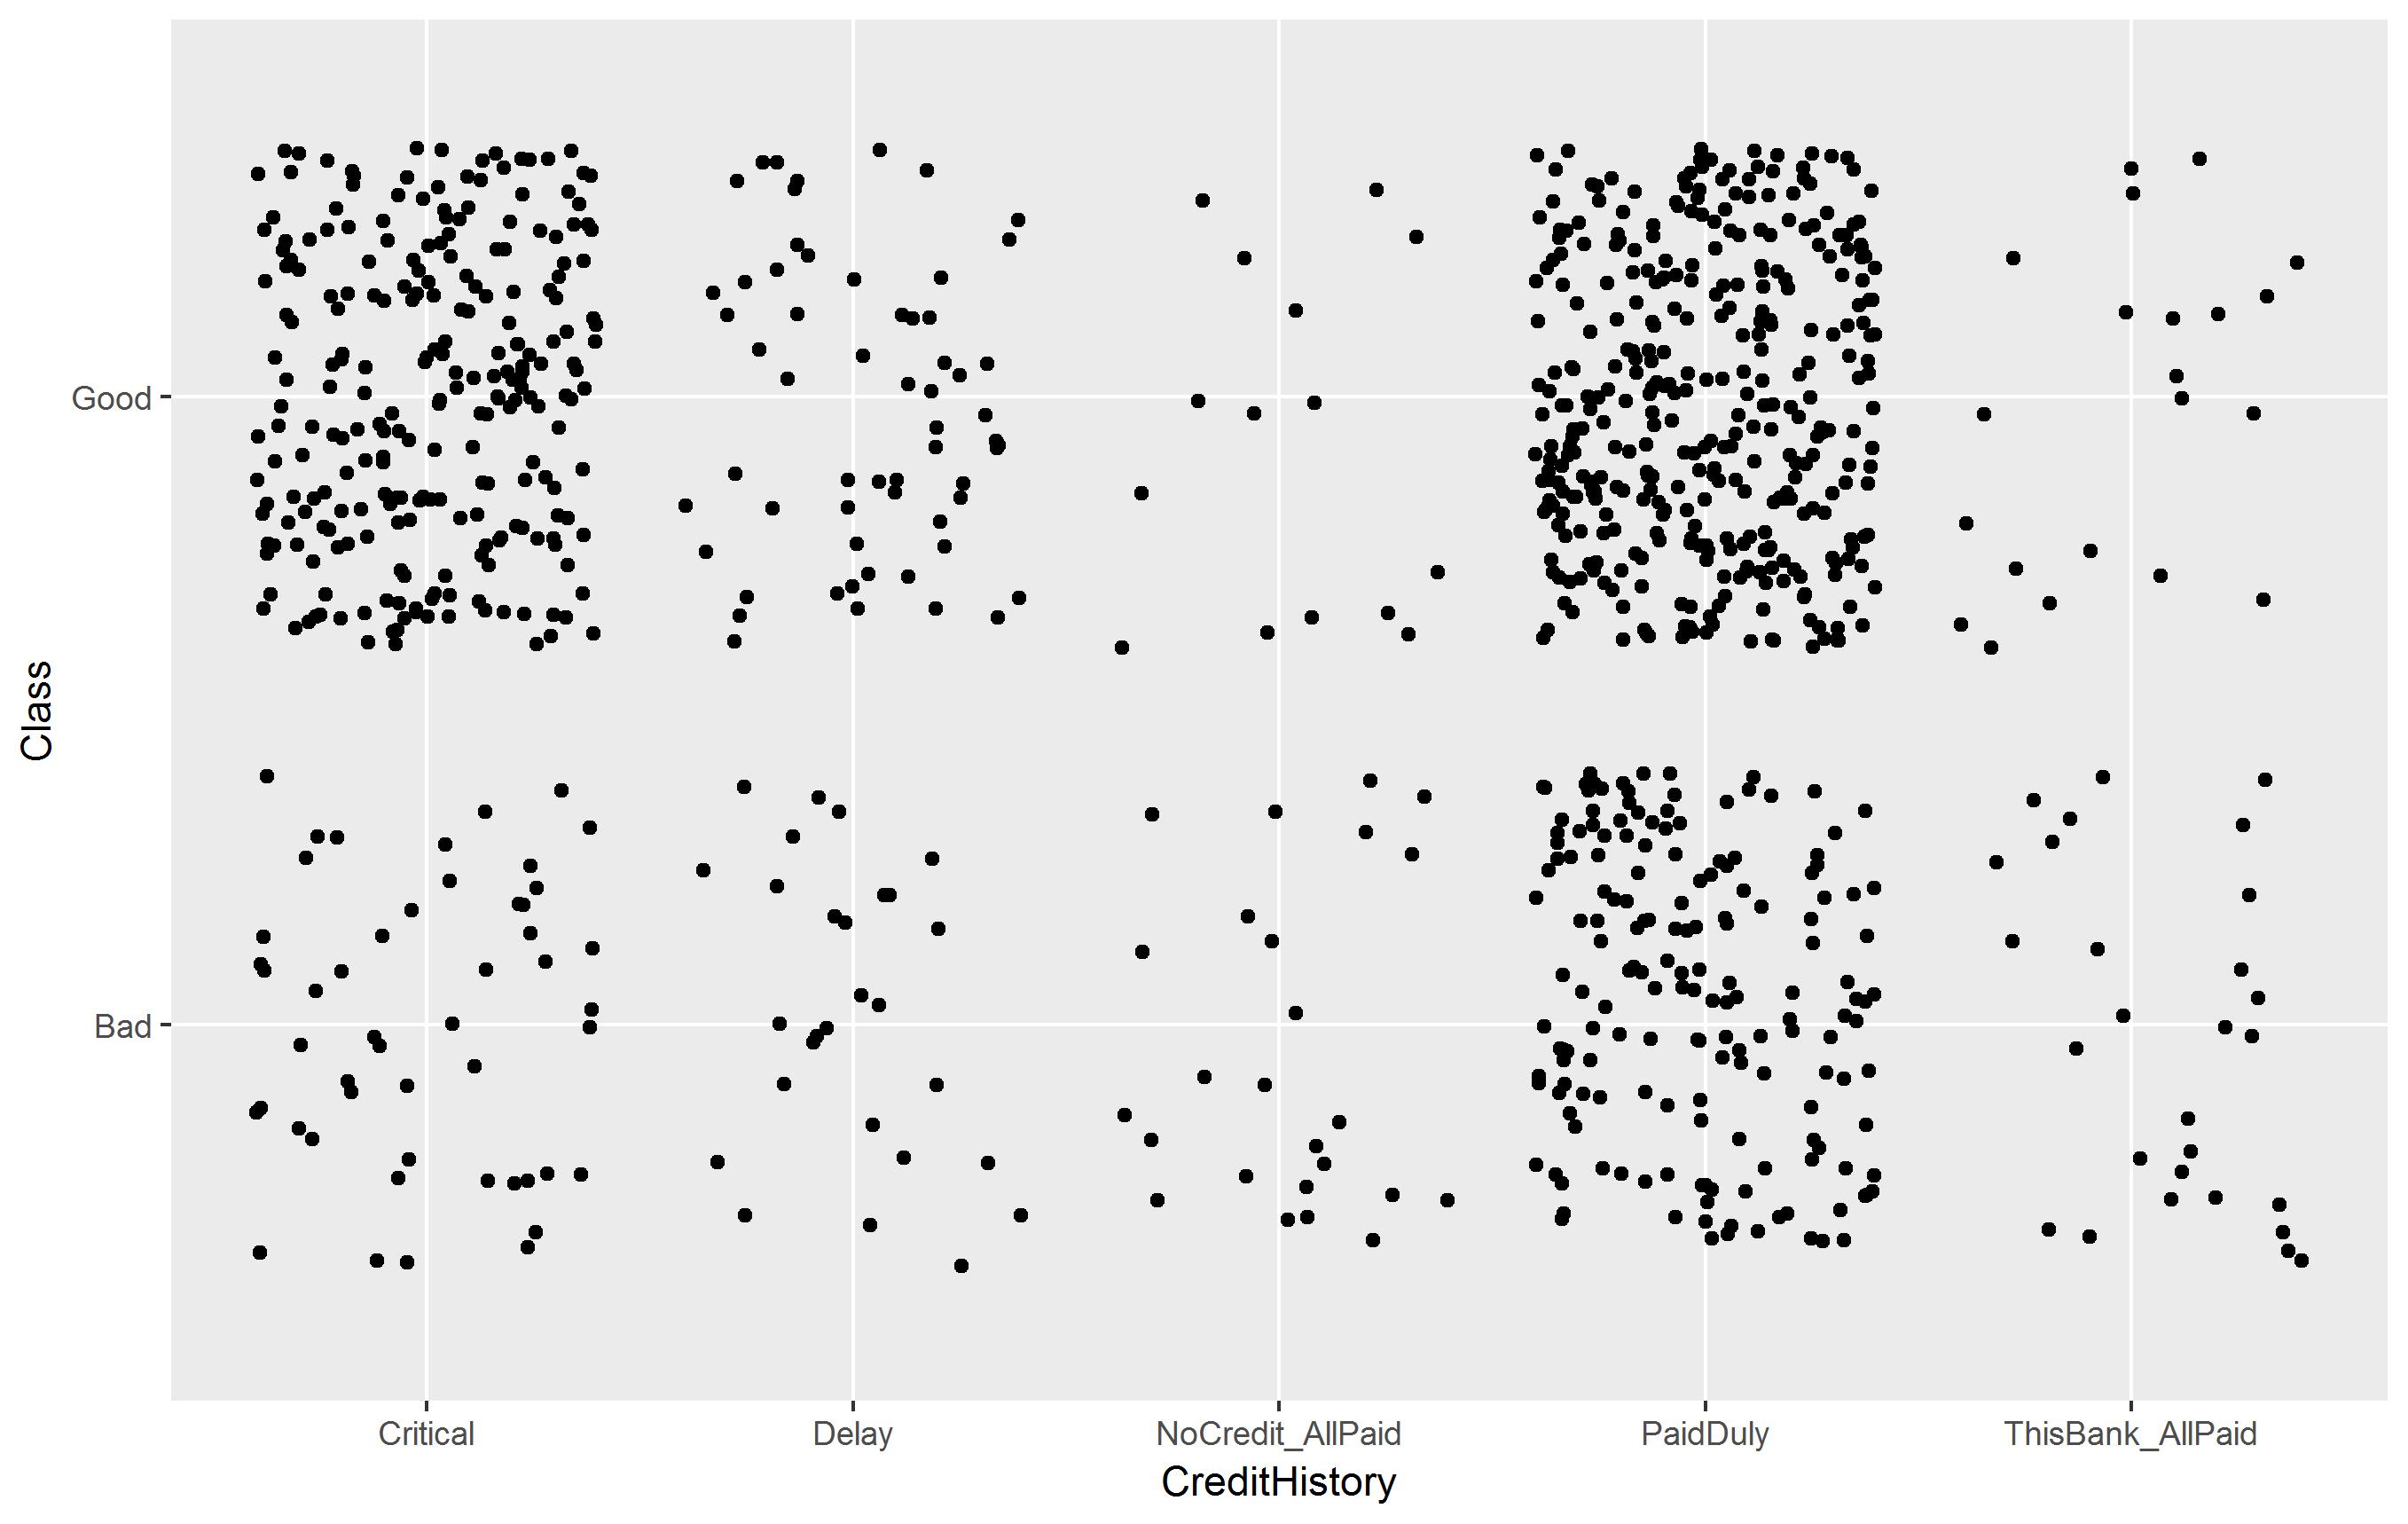 Class
Good
Bad
Critical
Delay
NoCredit_AllPaid
PaidDuly
ThisBank_AllPaid
CreditHistory